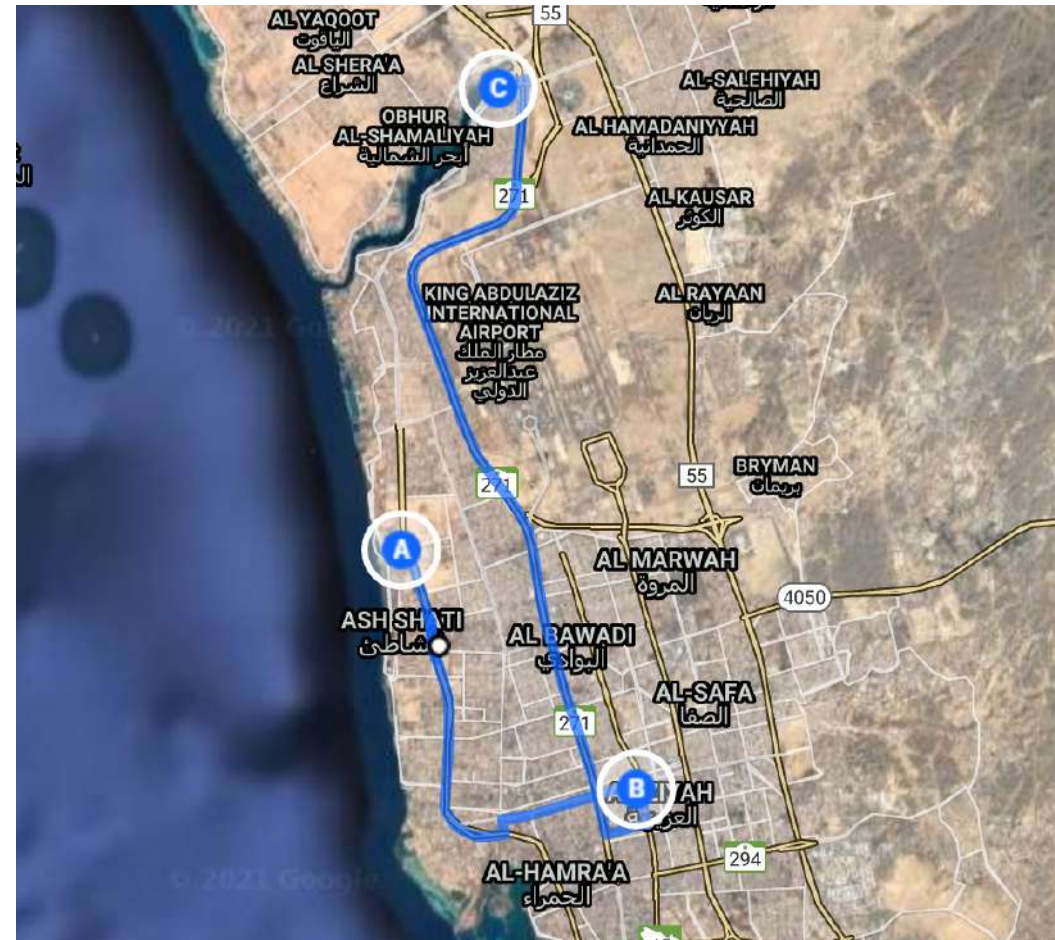 55
AL YAQOOT
الياقوت
AL SHERA'A
الشراع
C
AL-SALEHIYAH
الصالحية
OBHUR
AL-SHAMALIYAH
أبحر الشمالية
AL HAMADANIYYAH
الحمدانية
271
AL KAUSAR
الكوثر
KING ABDULAZIZ
INTERNATIONAL
AIRPORT
مطار الملك
عبدالعزيز
الدولي
AL RAYAAN
الريان
© 2021 Google
271
55
BRYMAN
بريمان
A
AL MARWAH
المروة
4050
ASH SHATI
AL BAWADI
البوادي
AL-SAFA
الصفا
271
B
294
AL-HAMRA'A
الحمراء
© 2021 Google